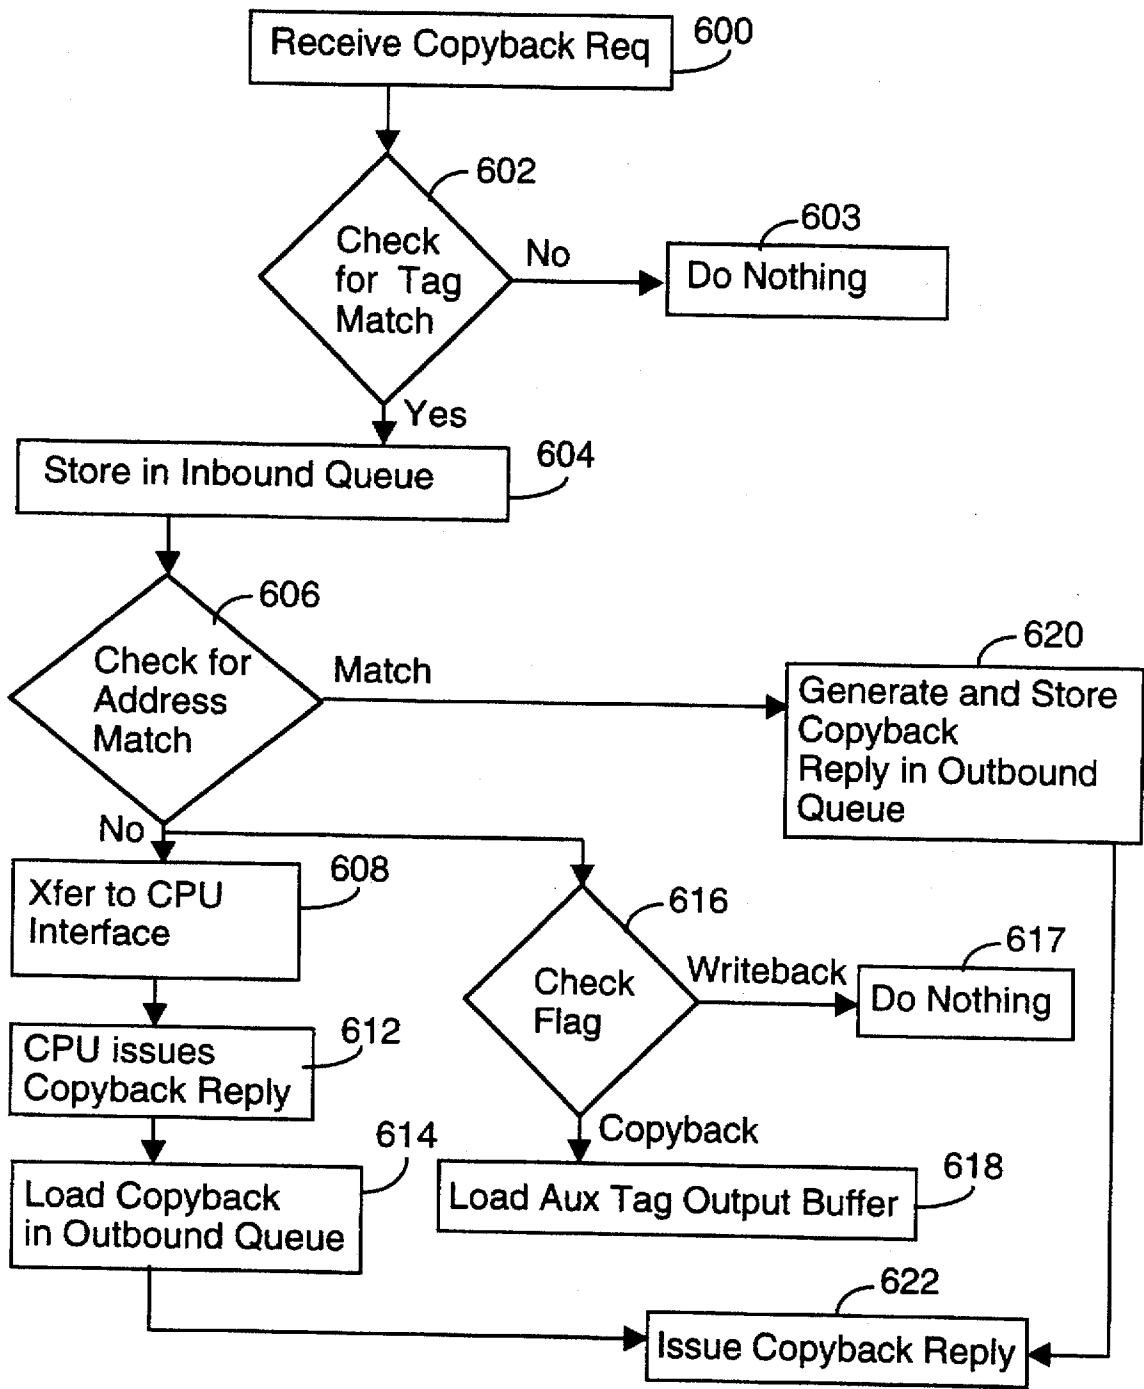 Receive Copyback Req
600
602
Check
for Tag
Match
No
603
Do Nothing
Yes
Store in Inbound Queue
604
606
Check for
Address
Match
Match
620
Generate and Store
Copyback
Reply in Outbound
Queue
No
Xfer to CPU
Interface
608
616
Check
Flag
Writeback
617
Do Nothing
CPU issues
Copyback Reply
612
Copyback
614
Load Copyback
in Outbound Queue
Load Aux Tag Output Buffer
618
622
Issue Copyback Reply